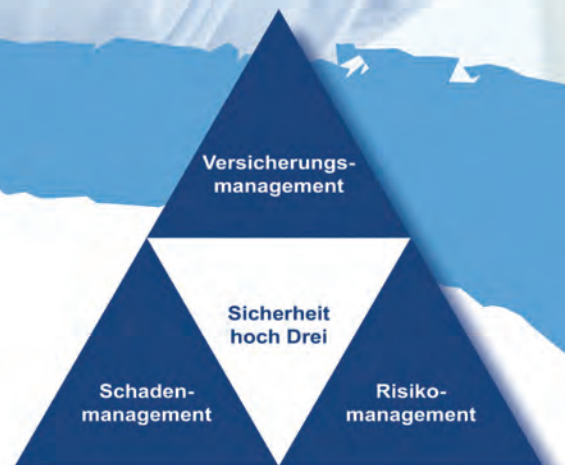 Versicherungs-
management
Sicherheit
hoch Drei
Schaden-
management
Risiko-
management